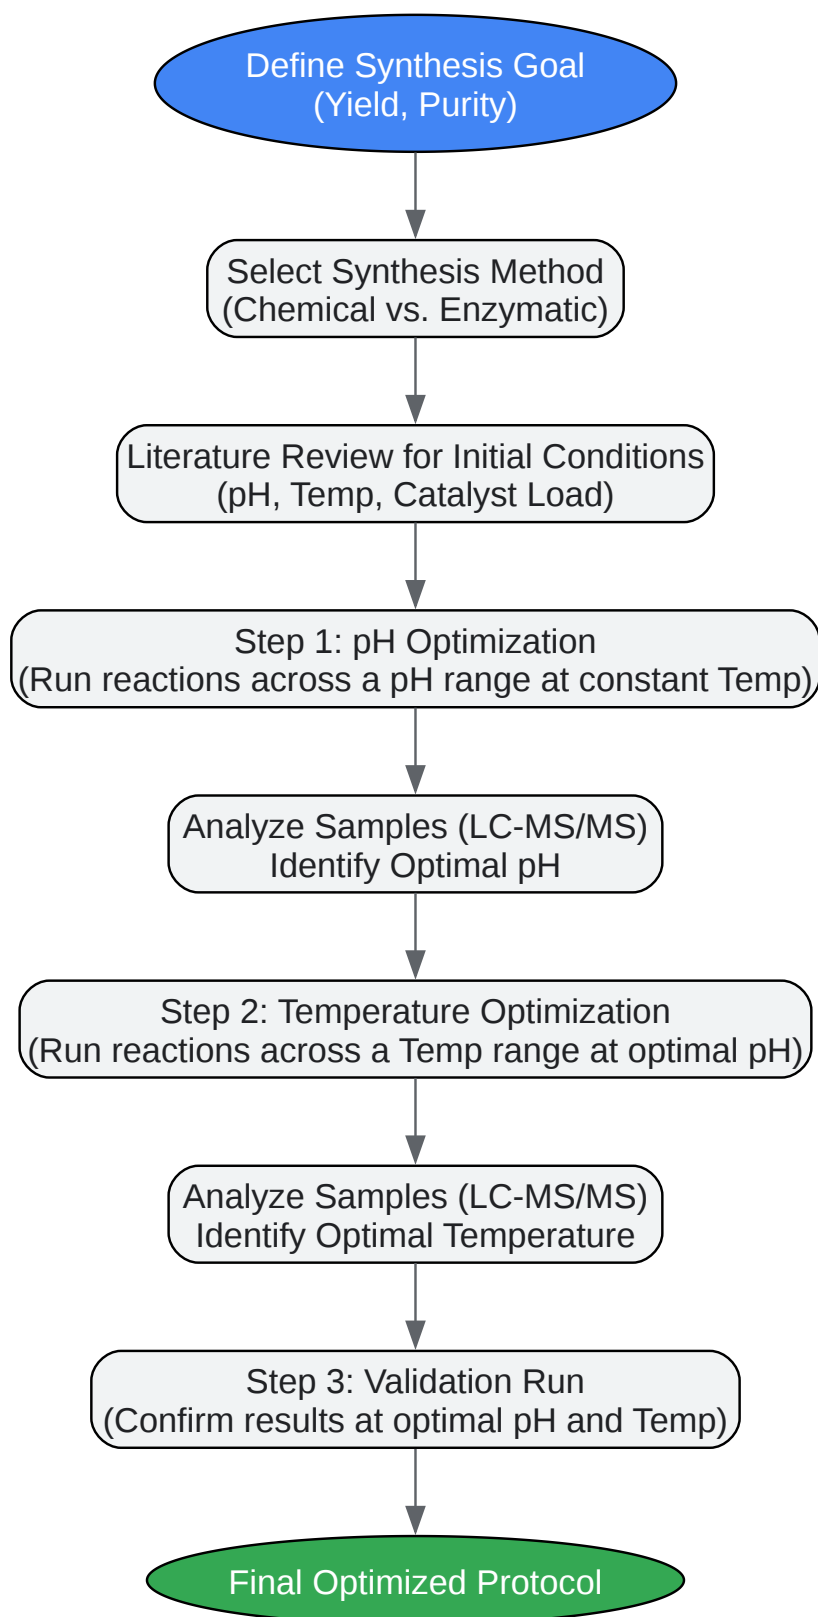 Define Synthesis Goal
(Yield, Purity)
Select Synthesis Method
(Chemical vs. Enzymatic)
Literature Review for Initial Conditions
(pH, Temp, Catalyst Load)
Step 1: pH Optimization
(Run reactions across a pH range at constant Temp)
Analyze Samples (LC-MS/MS)
Identify Optimal pH
Step 2: Temperature Optimization
(Run reactions across a Temp range at optimal pH)
Analyze Samples (LC-MS/MS)
Identify Optimal Temperature
Step 3: Validation Run
(Confirm results at optimal pH and Temp)
Final Optimized Protocol